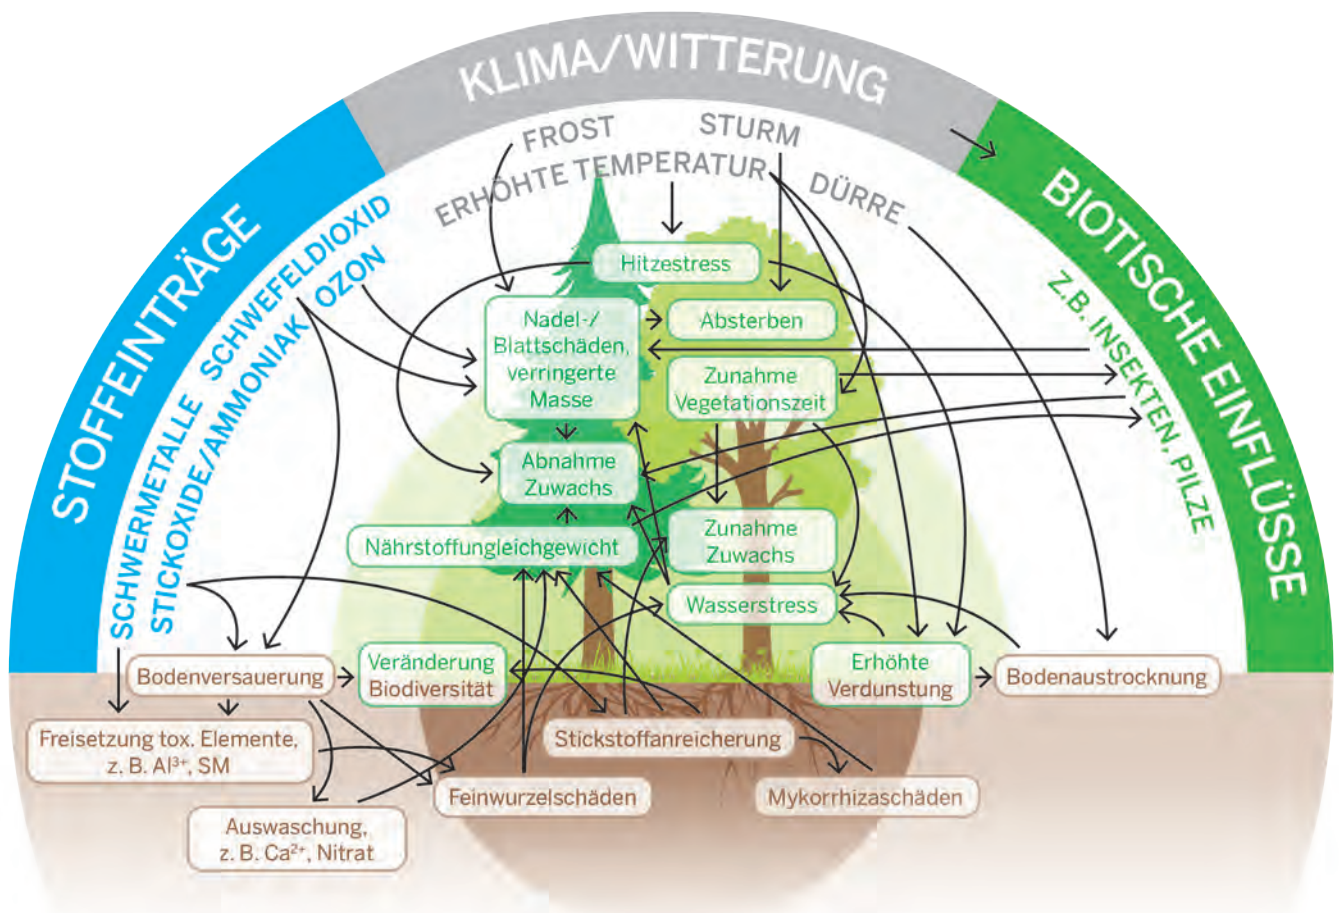 KLIMA/WITTERUNG
FROST
STURM
ERHÖHTE TEMPERATUR
DÜRRE
STOFFEINTRÄGE
SCHWERMETALLE SCHWEFELDIOXID
STICKOXIDE/AMMONIAK OZON
BIOTISCHE EINFLÜSSE
Z.B. INSEKTEN, PILZE
Hitzestress
Nadel-/
Blattschäden,
verringerte
Masse
Absterben
Zunahme
Vegetationszeit
Abnahme
Zuwachs
Zunahme
Zuwachs
Nährstoffungleichgewicht
Wasserstress
Bodenversauerung
Veränderung
Biodiversität
Erhöhte
Verdunstung
Bodenaustrocknung
Freisetzung tox. Elemente,
z. B. Al³⁺, SM
Stickstoffanreicherung
Feinwurzelschäden
Mykorrhizaschäden
Auswaschung,
z. B. Ca²⁺, Nitrat